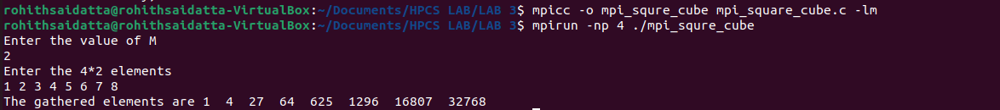 rohithsaidatta@rohithsaidatta-VirtualBox:~/Documents/HPCS LAB/LAB 3$ mpicc -o mpi_squre_cube mpi_square_cube.c -lm
rohithsaidatta@rohithsaidatta-VirtualBox:~/Documents/HPCS LAB/LAB 3$ mpirun -np 4 ./mpi_squre_cube
Enter the value of M
2
Enter the 4*2 elements
1 2 3 4 5 6 7 8
The gathered elements are 1  4  27  64  625  1296  16807  32768